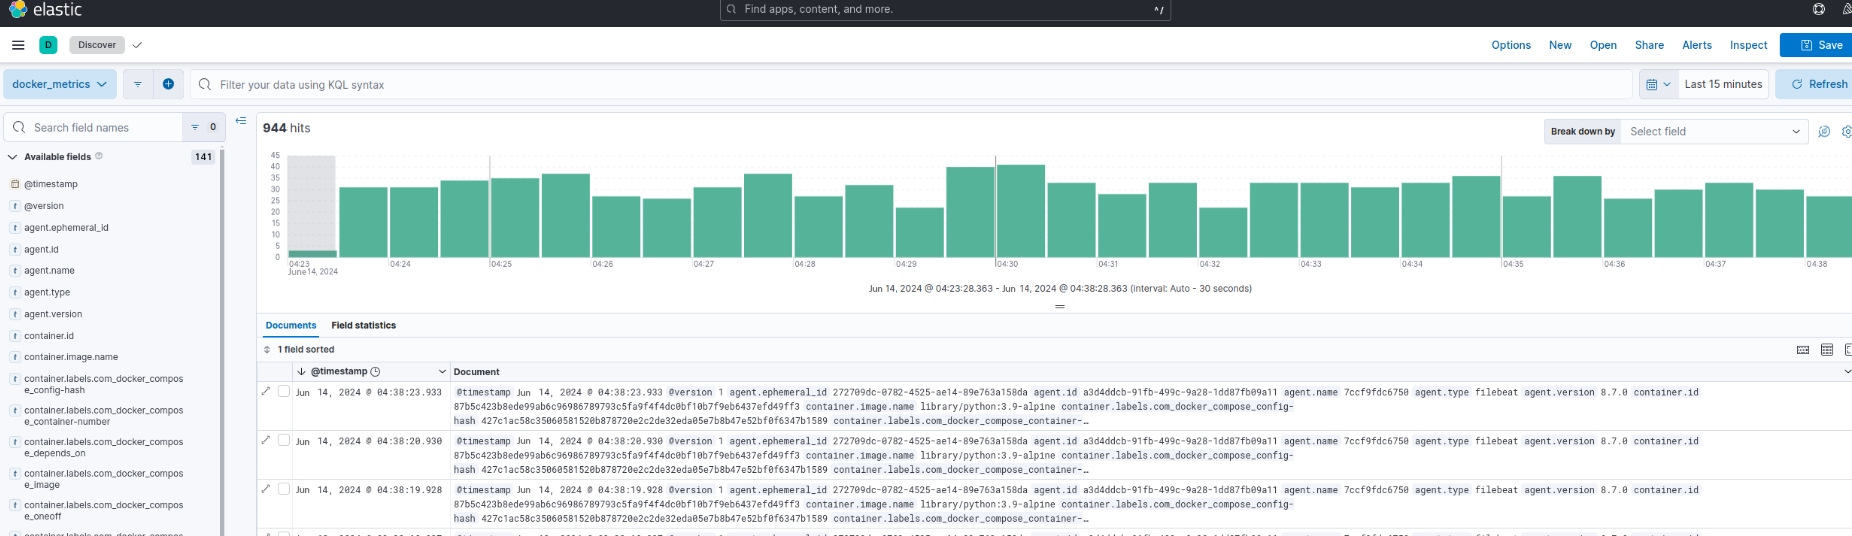 elastic
Find apps, content, and more.
^/
D
Discover
Options
New
Open
Share
Alerts
Inspect
Save
docker_metrics
Filter your data using KQL syntax
Last 15 minutes
Refresh
Search field names
0
944 hits
Break down by
Select field
Available fields
141
@timestamp
@version
agent.ephemeral_id
agent.id
agent.name
agent.type
agent.version
container.id
container.image.name
container.labels.com_docker_compos
e_config-hash
container.labels.com_docker_compos
e_container-number
container.labels.com_docker_compos
e_depends_on
container.labels.com_docker_compos
e_image
container.labels.com_docker_compos
e_oneoff
45
40
35
30
25
20
15
10
5
0
04:23
June 14, 2024
04:24
04:25
04:26
04:27
04:28
04:29
04:30
04:31
04:32
04:33
04:34
04:35
04:36
04:37
04:38
Jun 14, 2024 @ 04:23:28.363 - Jun 14, 2024 @ 04:38:28.363 (interval: Auto - 30 seconds)
Documents
Field statistics
1 field sorted
@timestamp
Document
Jun 14, 2024 @ 04:38:23.933
@timestamp Jun 14, 2024 @ 04:38:23.933 @version 1 agent.ephemeral_id 272709dc-0782-4525-ae14-89e763a158da agent.id a3d4ddcb-91fb-499c-9a28-1dd87fb09a11 agent.name 7ccf9fdc6750 agent.type filebeat agent.version 8.7.0 container.id
87b5c423b8ede99ab6c96986789793c5fa9f4f4dc0bf10b7f9eb6437efd49ff3 container.image.name library/python:3.9-alpine container.labels.com_docker_compose_config-
hash 427c1ac58c35060581520b878720e2c2de32eda05e7b8b47e52bf0f6347b1589 container.labels.com_docker_compose_container-…
Jun 14, 2024 @ 04:38:20.930
@timestamp Jun 14, 2024 @ 04:38:20.930 @version 1 agent.ephemeral_id 272709dc-0782-4525-ae14-89e763a158da agent.id a3d4ddcb-91fb-499c-9a28-1dd87fb09a11 agent.name 7ccf9fdc6750 agent.type filebeat agent.version 8.7.0 container.id
87b5c423b8ede99ab6c96986789793c5fa9f4f4dc0bf10b7f9eb6437efd49ff3 container.image.name library/python:3.9-alpine container.labels.com_docker_compose_config-
hash 427c1ac58c35060581520b878720e2c2de32eda05e7b8b47e52bf0f6347b1589 container.labels.com_docker_compose_container-…
Jun 14, 2024 @ 04:38:19.928
@timestamp Jun 14, 2024 @ 04:38:19.928 @version 1 agent.ephemeral_id 272709dc-0782-4525-ae14-89e763a158da agent.id a3d4ddcb-91fb-499c-9a28-1dd87fb09a11 agent.name 7ccf9fdc6750 agent.type filebeat agent.version 8.7.0 container.id
87b5c423b8ede99ab6c96986789793c5fa9f4f4dc0bf10b7f9eb6437efd49ff3 container.image.name library/python:3.9-alpine container.labels.com_docker_compose_config-
hash 427c1ac58c35060581520b878720e2c2de32eda05e7b8b47e52bf0f6347b1589 container.labels.com_docker_compose_container-…